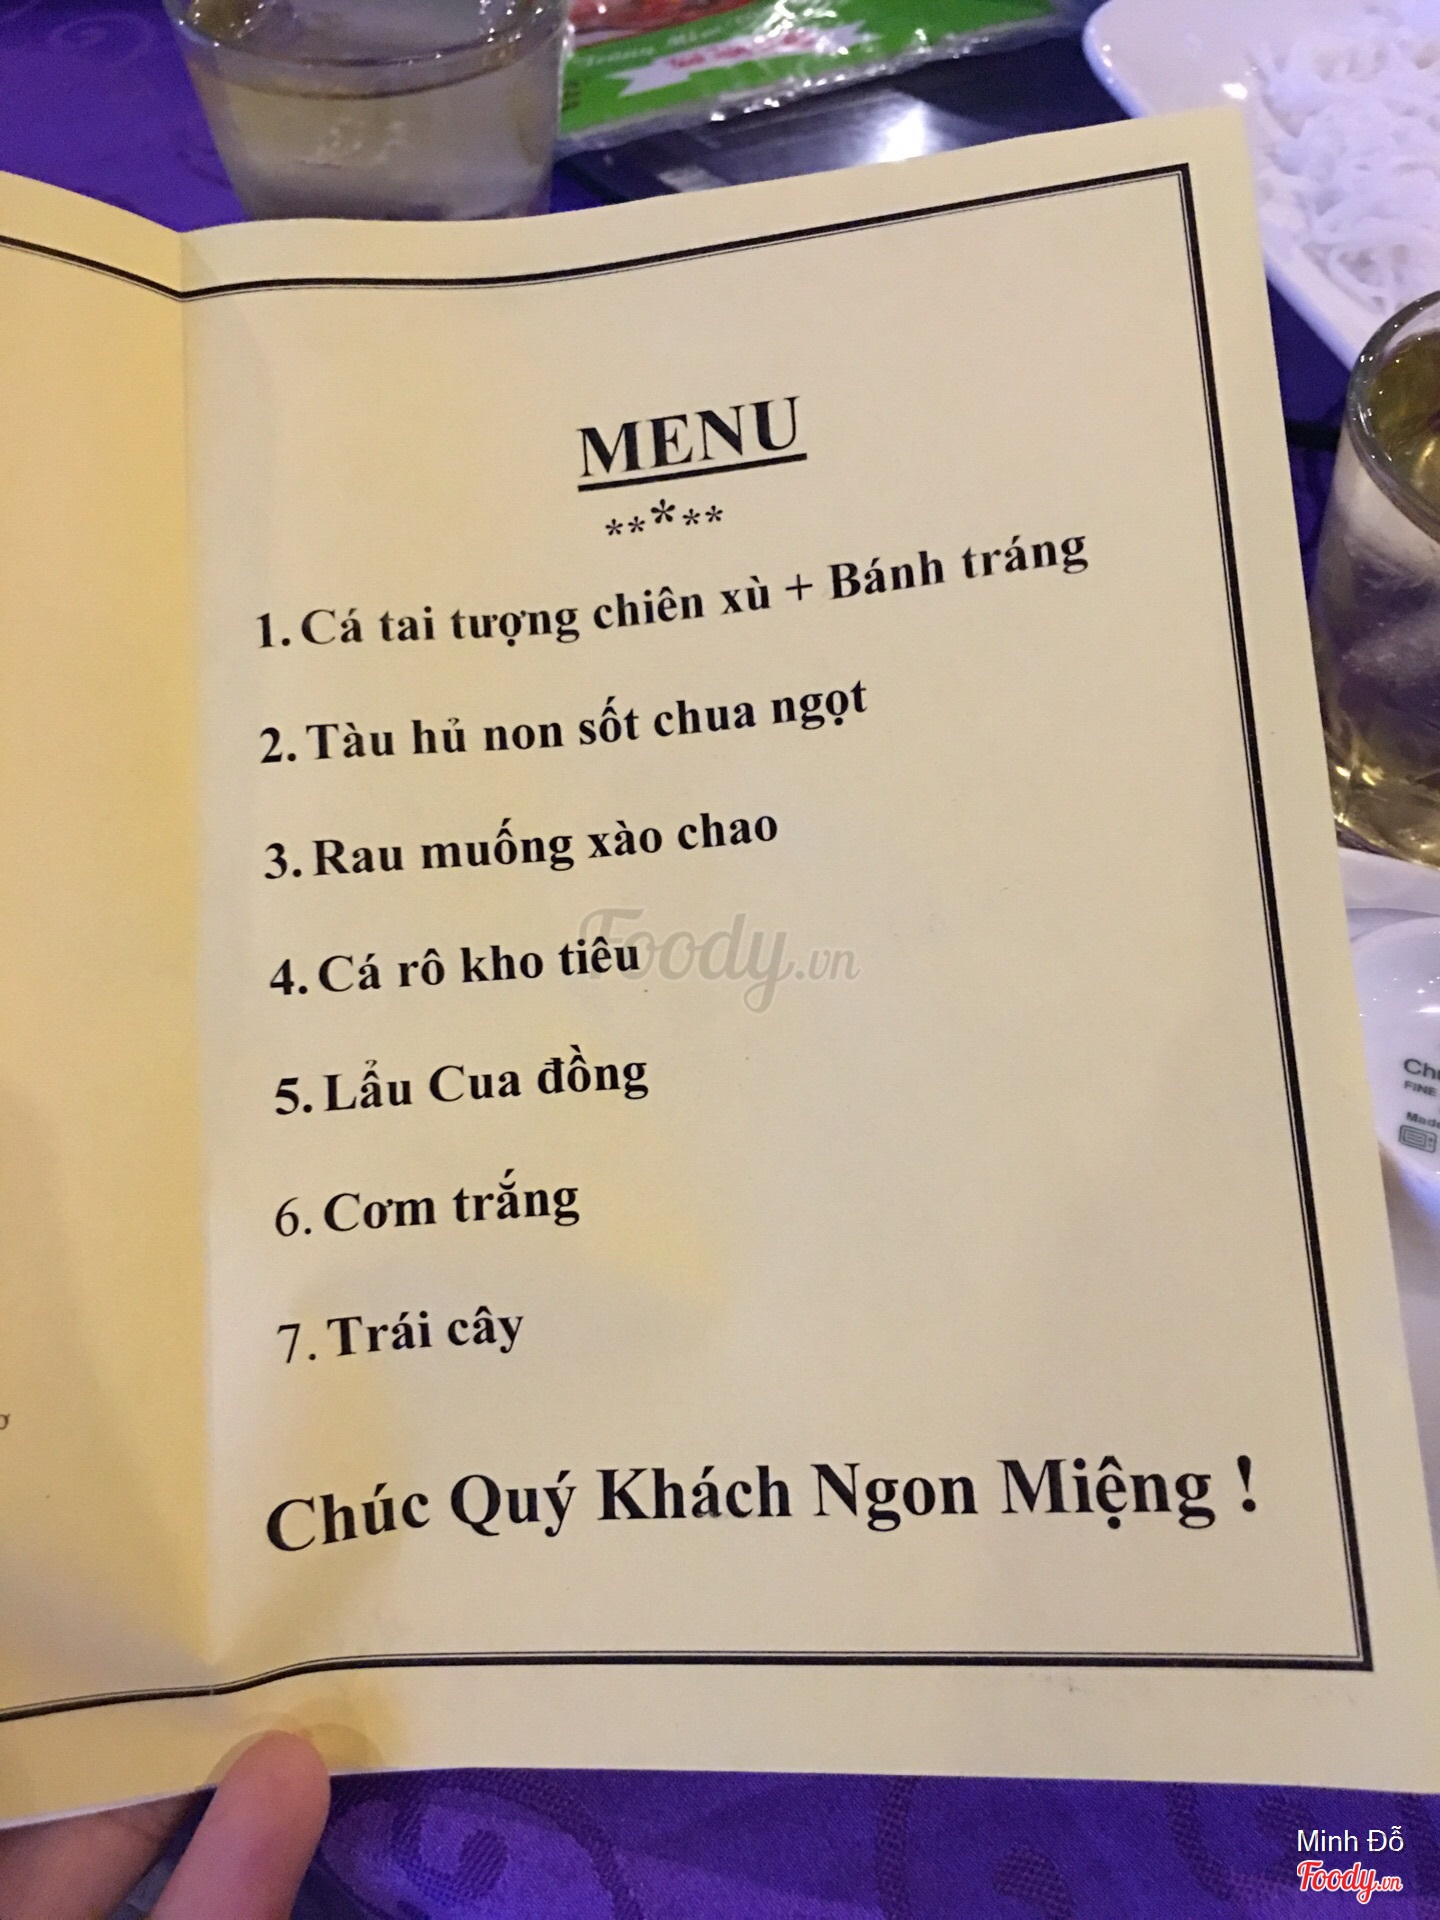 MENU
*****
1. Cá tai tượng chiên xù + Bánh tráng
2. Tàu hủ non sốt chua ngọt
3. Rau muống xào chao
4. Cá rô kho tiêu
Foody.vn
5. Lẩu Cua đồng
6. Cơm trắng
7. Trái cây
Chúc Quý Khách Ngon Miệng !
FINE
Minh Đỗ
Foody.vn